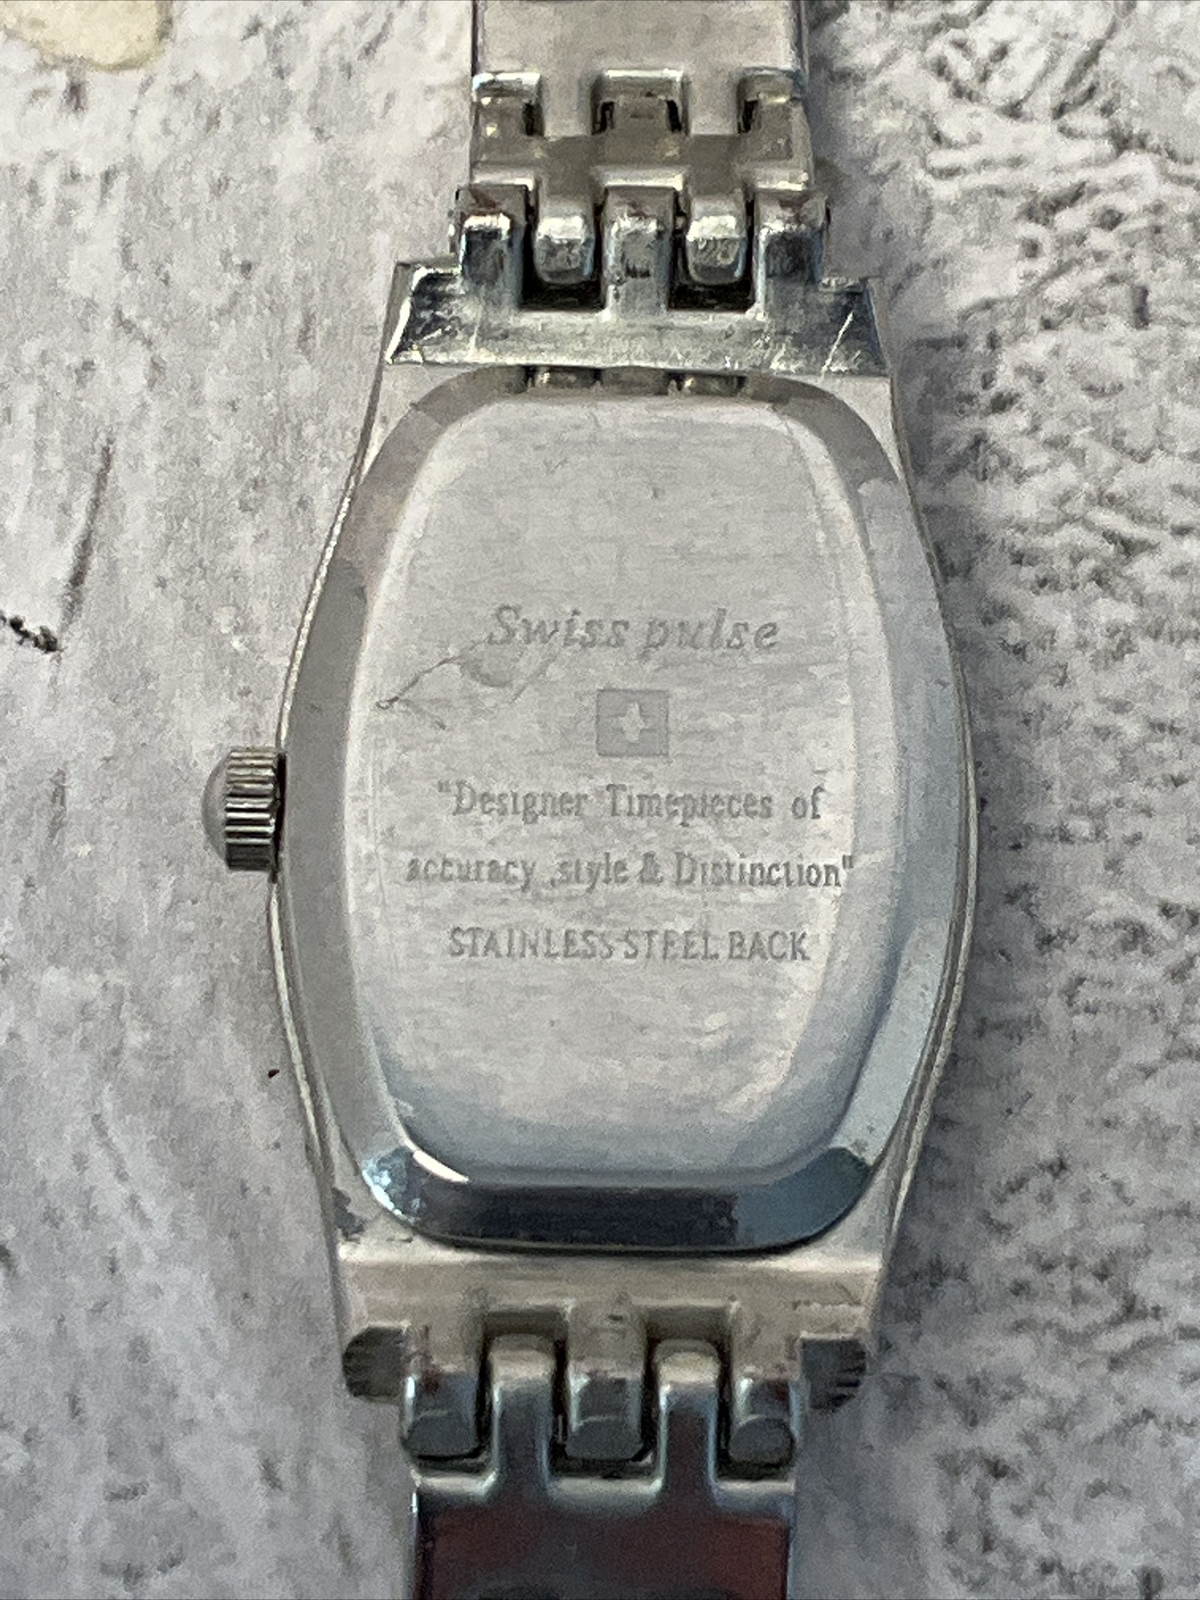 Swiss pulse
"Designer Timepieces of
accuracy ,style & Distinction"
STAINLESS STEEL BACK